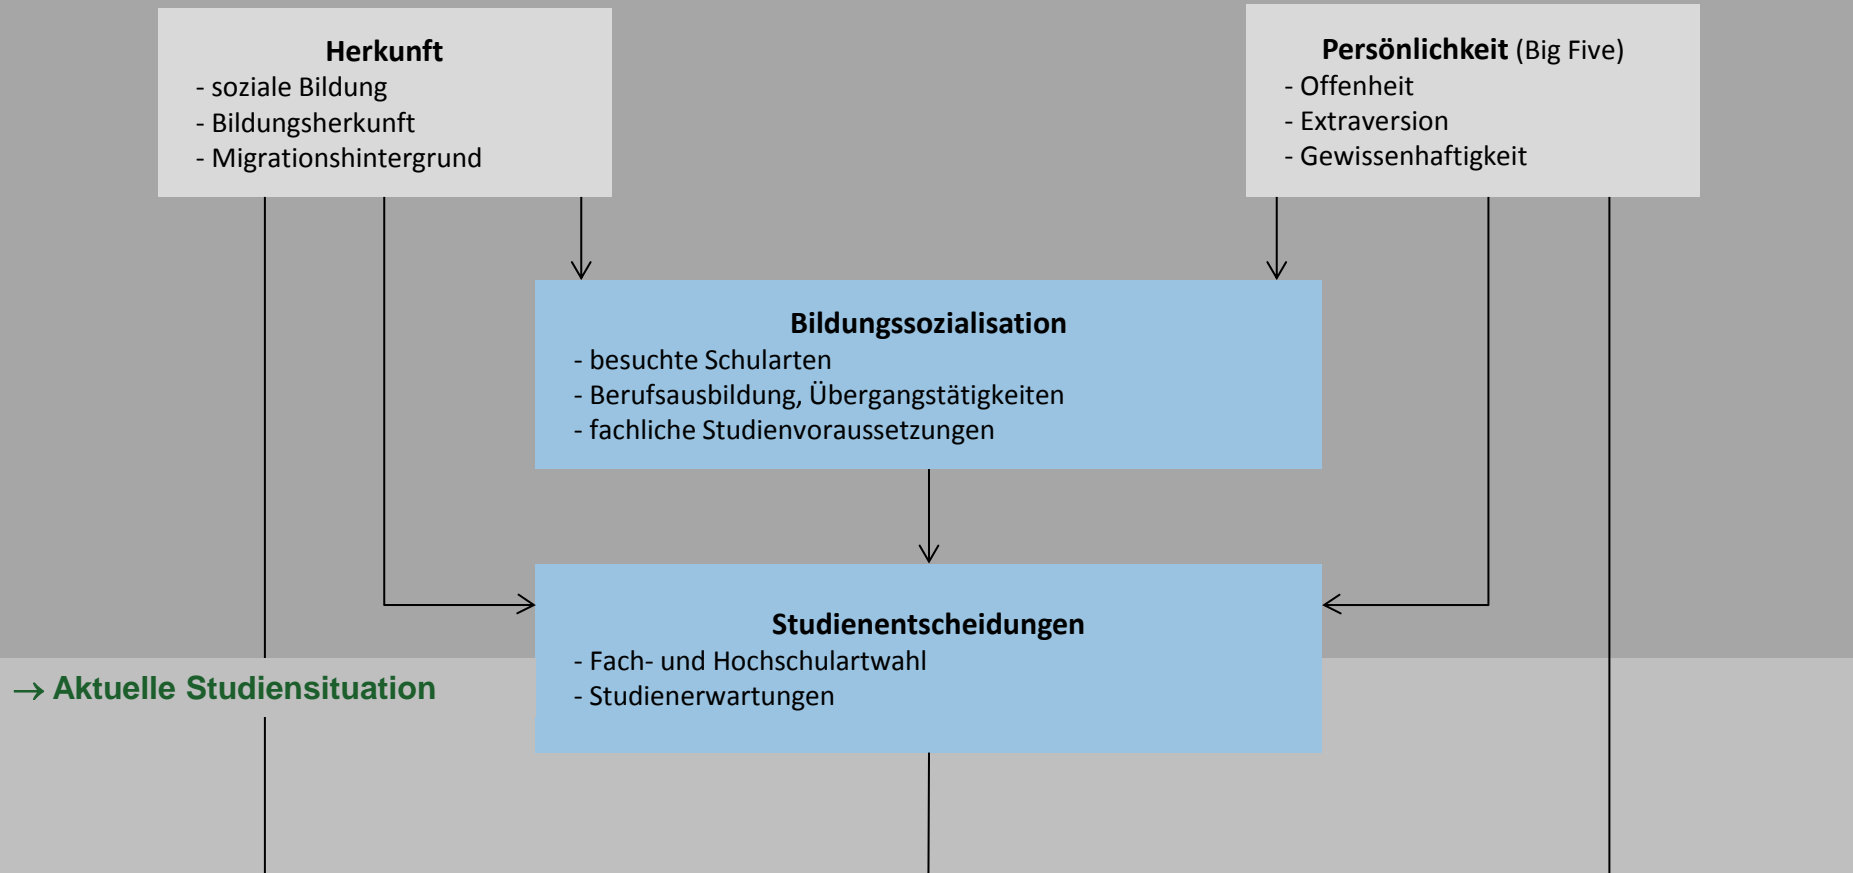 Herkunft
- soziale Bildung
- Bildungsherkunft
- Migrationshintergrund
Persönlichkeit (Big Five)
- Offenheit
- Extraversion
- Gewissenhaftigkeit
Bildungssozialisation
- besuchte Schularten
- Berufsausbildung, Übergangstätigkeiten
- fachliche Studienvoraussetzungen
Studienentscheidungen
- Fach- und Hochschulartwahl
- Studienerwartungen
→ Aktuelle Studiensituation